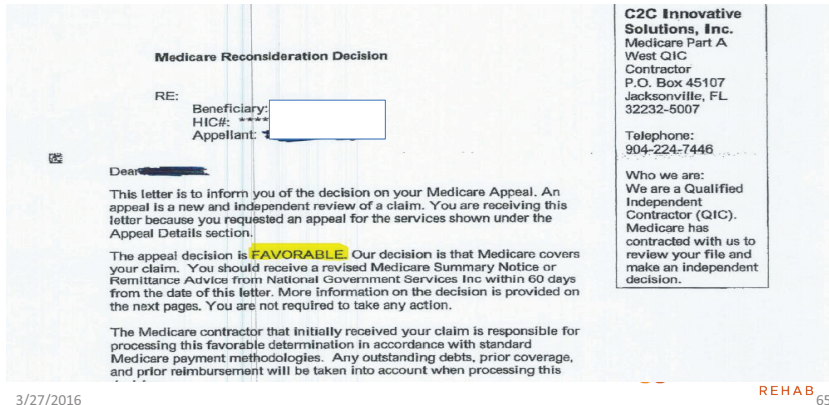 Medicare Reconsideration Decision
RE:
Beneficiary:
HIC#: ****
Appellant:
Dear
This letter is to inform you of the decision on your Medicare Appeal. An
appeal is a new and independent review of a claim. You are receiving this
letter because you requested an appeal for the services shown under the
Appeal Details section.
The appeal decision is FAVORABLE. Our decision is that Medicare covers
your claim. You should receive a revised Medicare Summary Notice or
Remittance Advice from National Government Services Inc within 60 days
from the date of this letter. More information on the decision is provided on
the next pages. You are not required to take any action.
The Medicare contractor that initially received your claim is responsible for
processing this favorable determination in accordance with standard
Medicare payment methodologies. Any outstanding debts, prior coverage,
and prior reimbursement will be taken into account when processing this
C2C Innovative
Solutions, Inc.
Medicare Part A
West QIC
Contractor
P.O. Box 45107
Jacksonville, FL
32232-5007
Telephone:
904-224-7446
Who we are:
We are a Qualified
Independent
Contractor (QIC).
Medicare has
contracted with us to
review your file and
make an independent
decision.
3/27/2016
REHAB
65